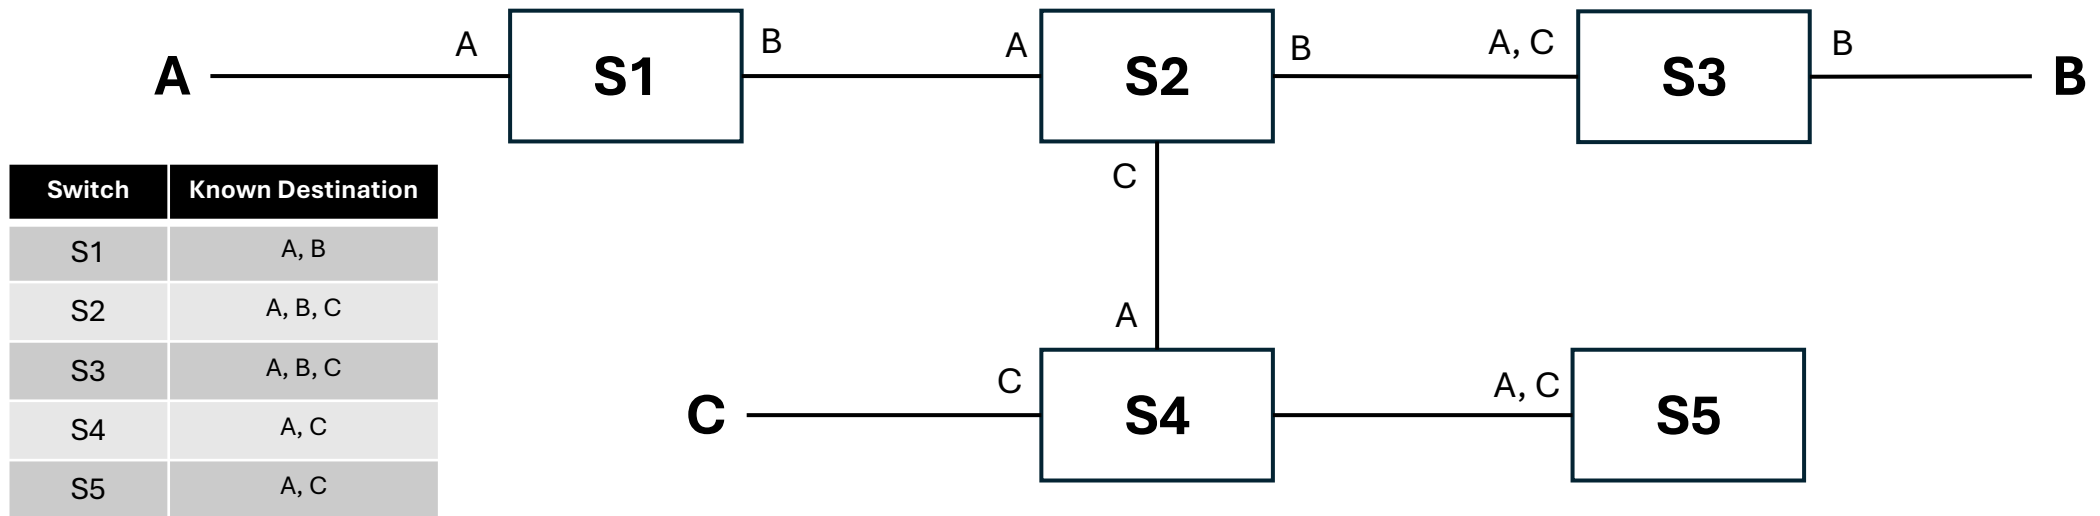 A
A
S1
B
A
S2
B
A, C
S3
B
B
Switch Known Destination
S1 A, B
S2 A, B, C
S3 A, B, C
S4 A, C
S5 A, C
C
A
C
C
S4
A, C
S5